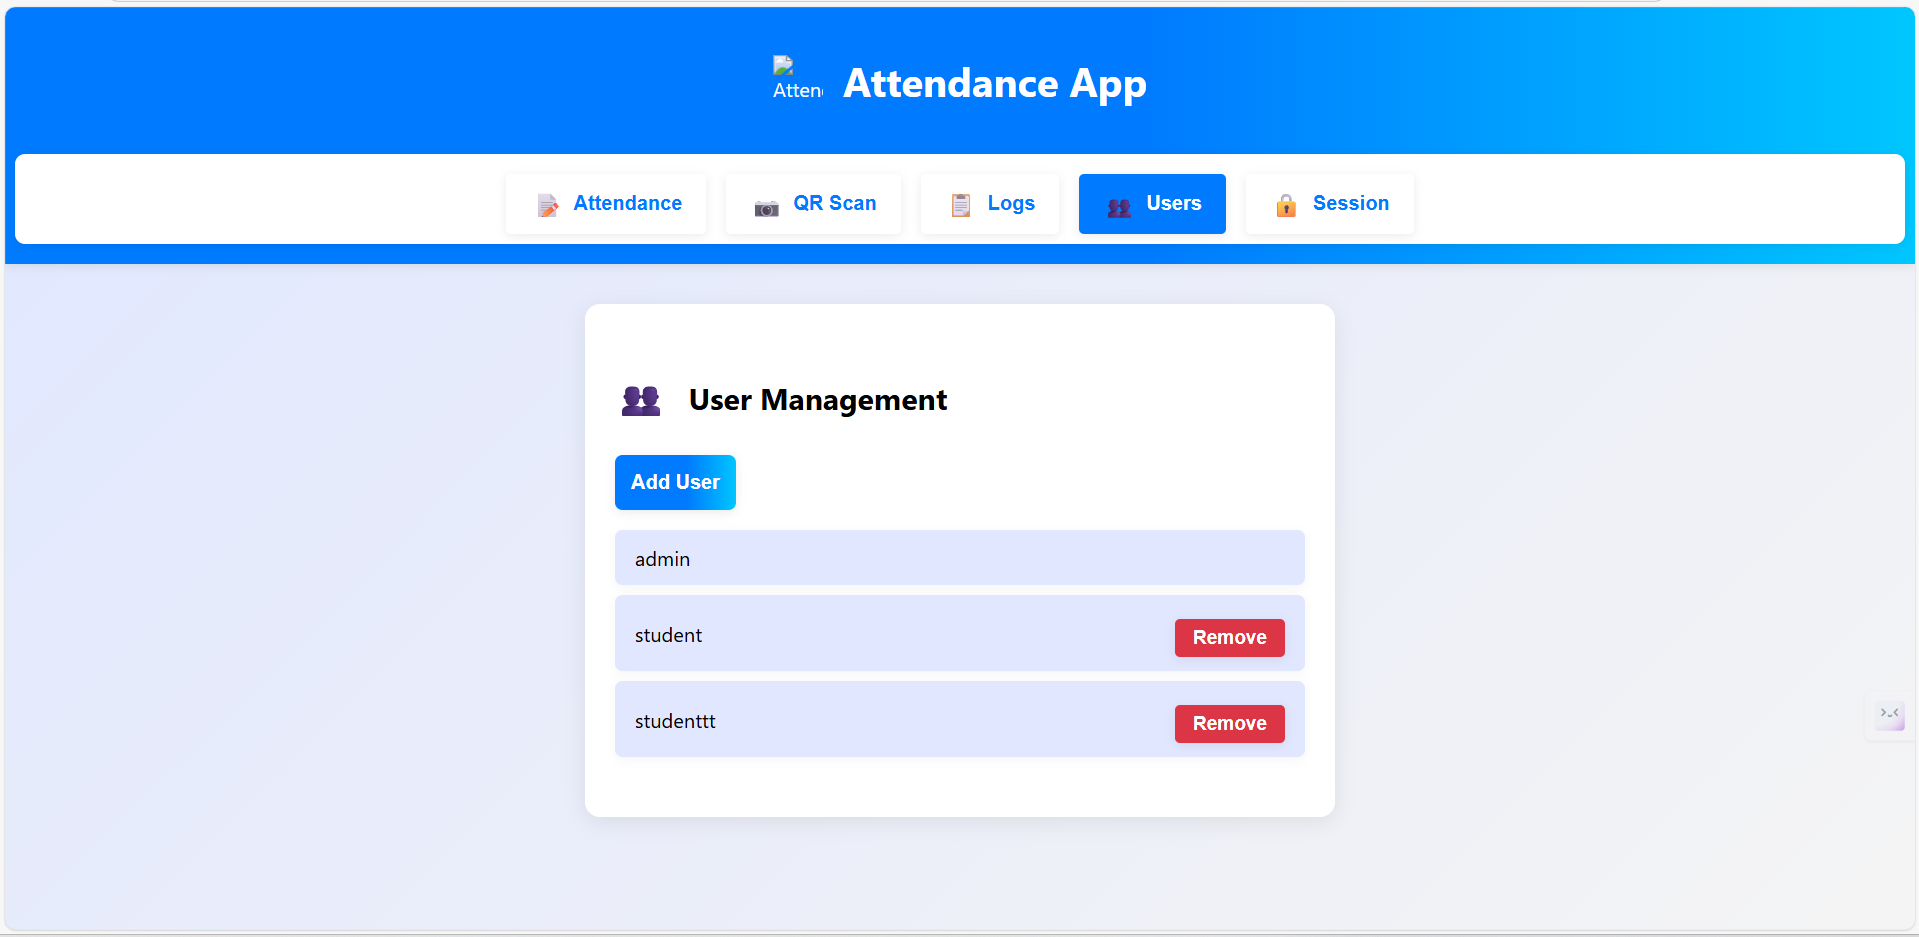 Atten
Attendance App
Attendance
QR Scan
Logs
Users
Session
User Management
Add User
admin
student
Remove
studenttt
Remove